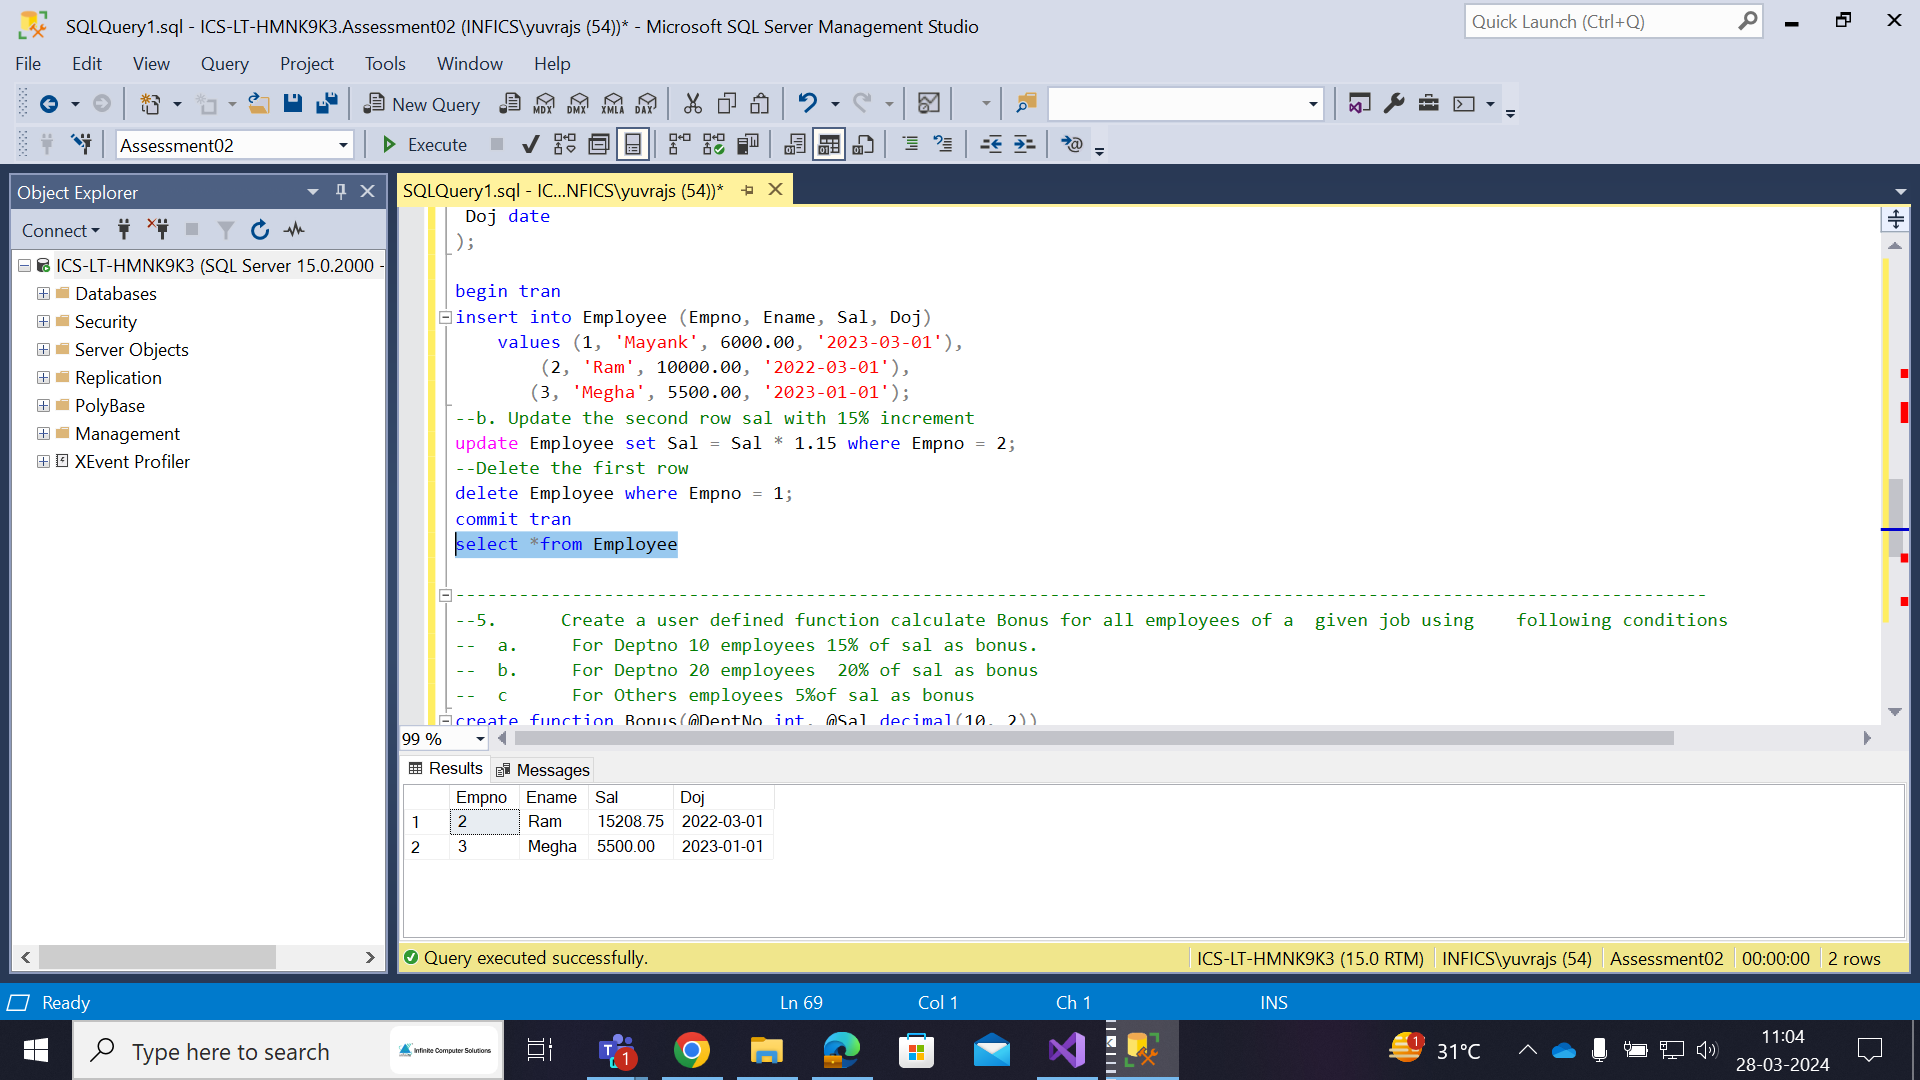 SQLQuery1.sql - ICS-LT-HMNK9K3.Assessment02 (INFICS\yuvrajs (54))* - Microsoft SQL Server Management Studio
Quick Launch (Ctrl+Q)
File Edit View Query Project Tools Window Help
New Query MDX DMX XMLA DAX
Assessment02 Execute
Object Explorer
Connect
ICS-LT-HMNK9K3 (SQL Server 15.0.2000 -
Databases
Security
Server Objects
Replication
PolyBase
Management
XEvent Profiler
SQLQuery1.sql - IC...NFICS\yuvrajs (54))*
Doj date
);
begin tran
insert into Employee (Empno, Ename, Sal, Doj)
values (1, 'Mayank', 6000.00, '2023-03-01'),
(2, 'Ram', 10000.00, '2022-03-01'),
(3, 'Megha', 5500.00, '2023-01-01');
--b. Update the second row sal with 15% increment
update Employee set Sal = Sal * 1.15 where Empno = 2;
--Delete the first row
delete Employee where Empno = 1;
commit tran
select *from Employee
----------------------------------------------------------------------------------------------------------------------
--5. Create a user defined function calculate Bonus for all employees of a given job using following conditions
-- a. For Deptno 10 employees 15% of sal as bonus.
-- b. For Deptno 20 employees 20% of sal as bonus
-- c For Others employees 5%of sal as bonus
create function Bonus(@DeptNo int, @Sal decimal(10, 2))
99 %
Results Messages
Empno Ename Sal Doj
1 2 Ram 15208.75 2022-03-01
2 3 Megha 5500.00 2023-01-01
Query executed successfully. ICS-LT-HMNK9K3 (15.0 RTM) INFICS\yuvrajs (54) Assessment02 00:00:00 2 rows
Ready Ln 69 Col 1 Ch 1 INS
Type here to search Infinite Computer Solutions 1 1 31°C 11:04
28-03-2024